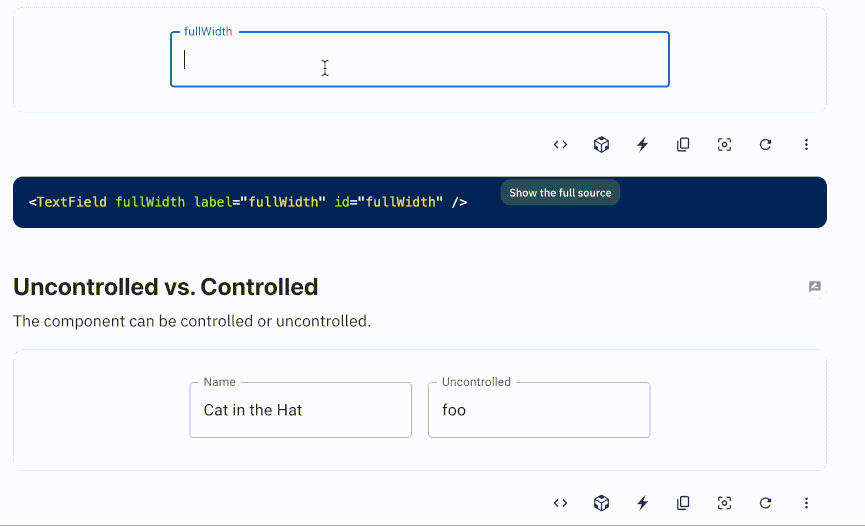 fullWidth
<TextField fullWidth label="fullWidth" id="fullWidth" />
Show the full source
Uncontrolled vs. Controlled
The component can be controlled or uncontrolled.
Name
Uncontrolled
Cat in the Hat
foo